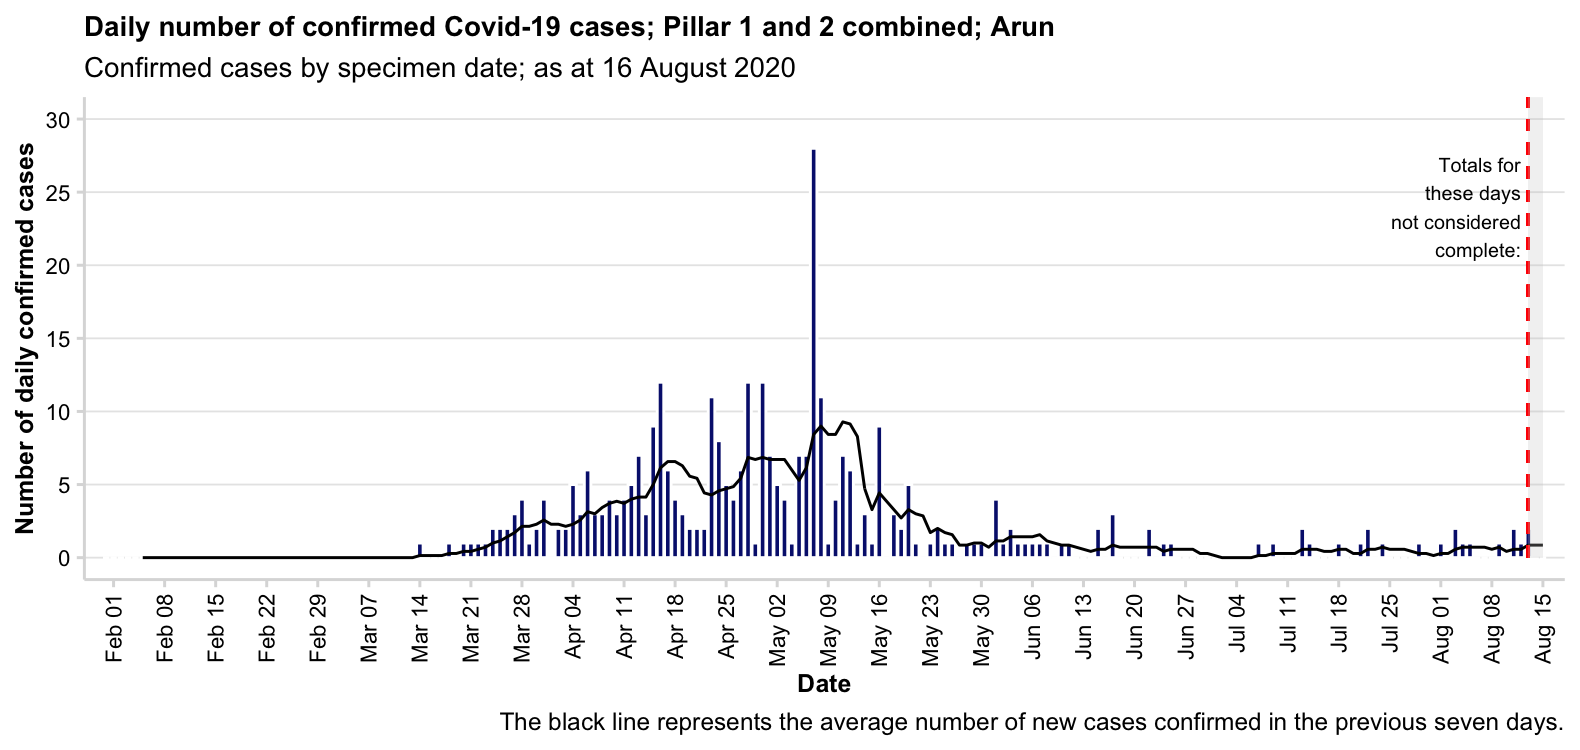 Daily number of confirmed Covid-19 cases; Pillar 1 and 2 combined; Arun
Confirmed cases by specimen date; as at 16 August 2020
Number of daily confirmed cases
30
25
20
15
10
5
0
Totals for
these days
not considered
complete:
Feb 01
Feb 08
Feb 15
Feb 22
Feb 29
Mar 07
Mar 14
Mar 21
Mar 28
Apr 04
Apr 11
Apr 18
Apr 25
May 02
May 09
May 16
May 23
May 30
Jun 06
Jun 13
Jun 20
Jun 27
Jul 04
Jul 11
Jul 18
Jul 25
Aug 01
Aug 08
Aug 15
Date
The black line represents the average number of new cases confirmed in the previous seven days.